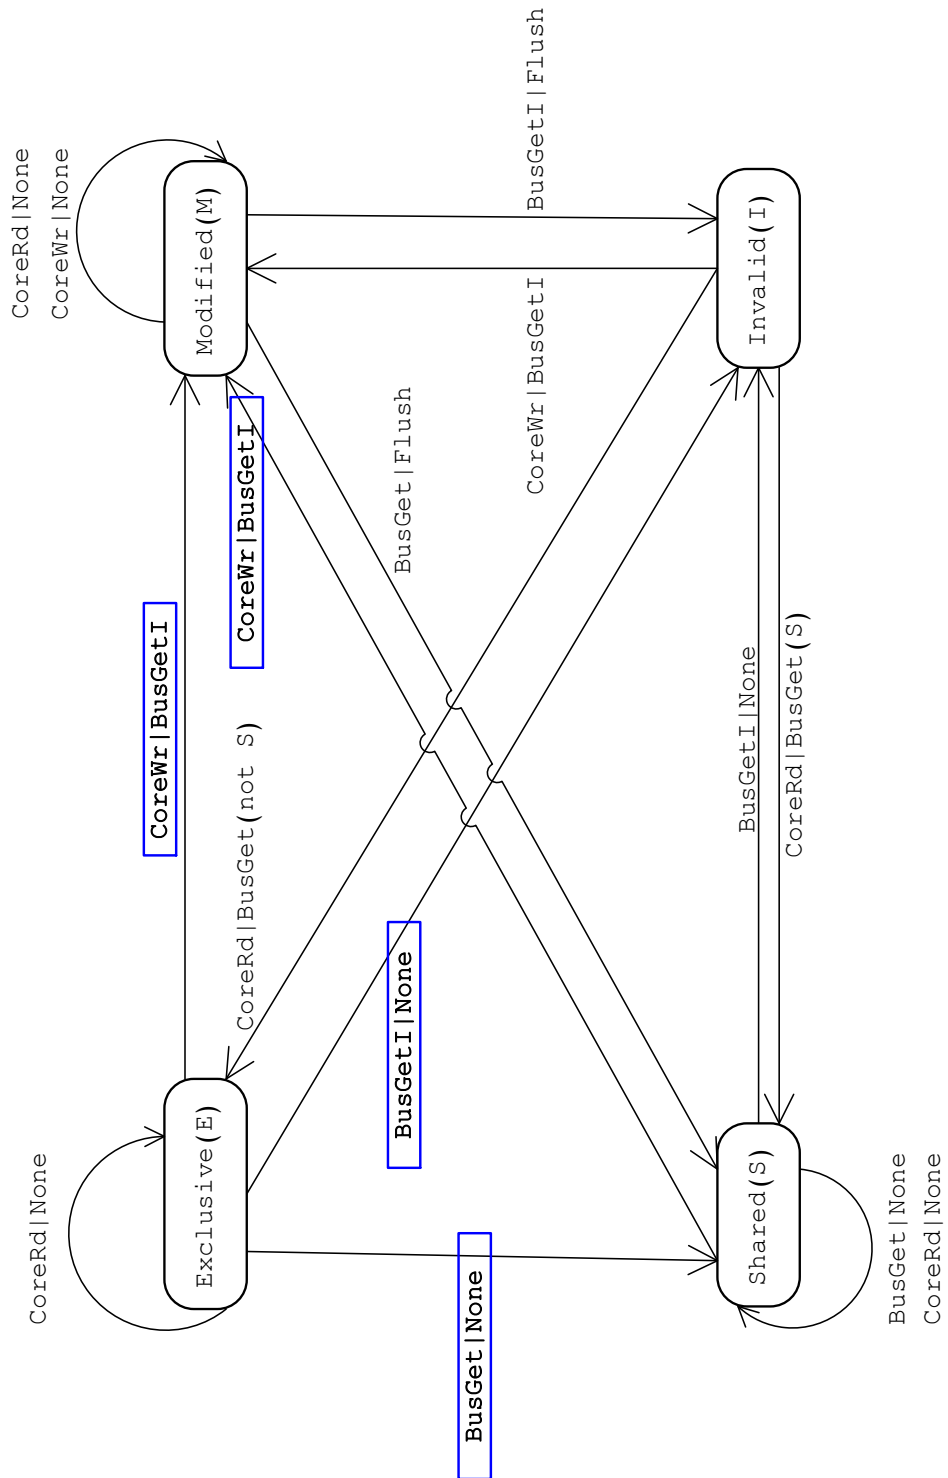 CoreRd|None
CoreRd|None
CoreWr|None
CoreWr|BusGetI
Exclusive(E)
Modified(M)
CoreRd|BusGet(not S)
CoreWr|BusGetI
BusGetI|None
BusGet|Flush
BusGet|None
CoreWr|BusGetI
BusGetI|Flush
BusGetI|None
Shared(S)
Invalid(I)
CoreRd|BusGet(S)
BusGet|None
CoreRd|None